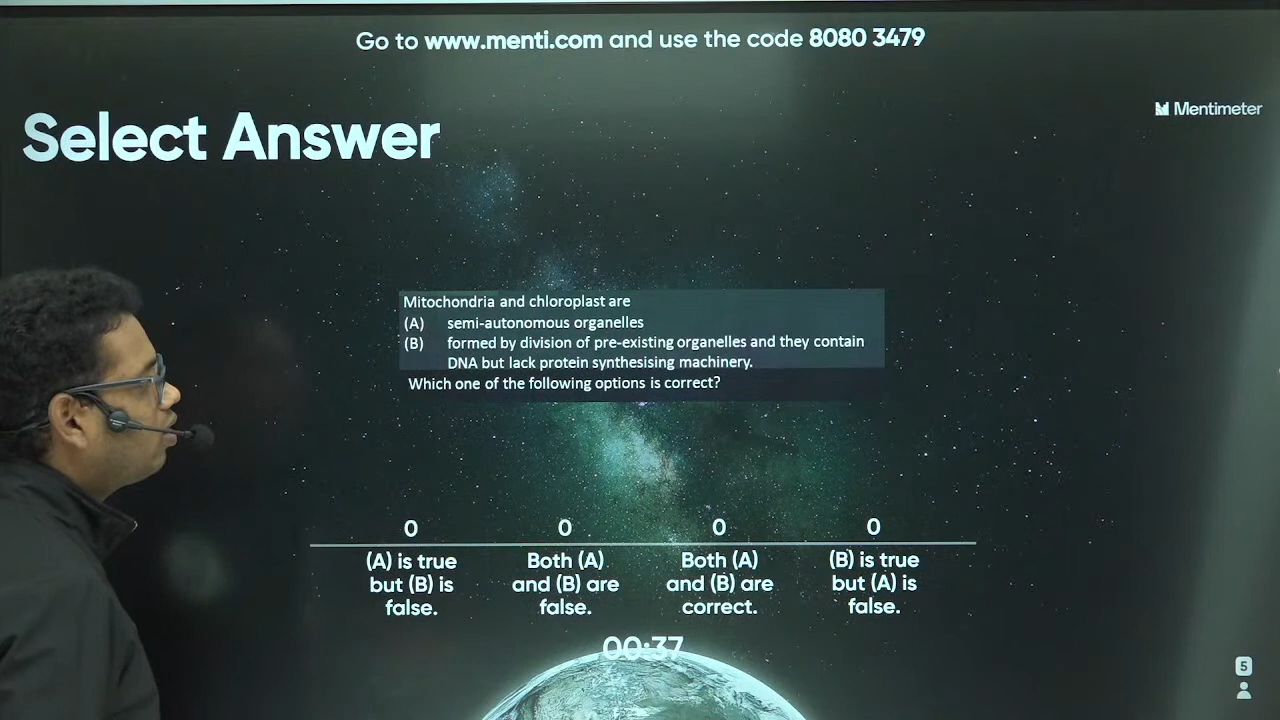 Go to www.menti.com and use the code 8080 3479
Mentimeter
Select Answer
Mitochondria and chloroplast are
(A) semi-autonomous organelles
(B) formed by division of pre-existing organelles and they contain
DNA but lack protein synthesising machinery.
Which one of the following options is correct?
0 0 0 0
(A) is true Both (A) Both (A) (B) is true
but (B) is and (B) are and (B) are but (A) is
false. false. correct. false.
00:37
5